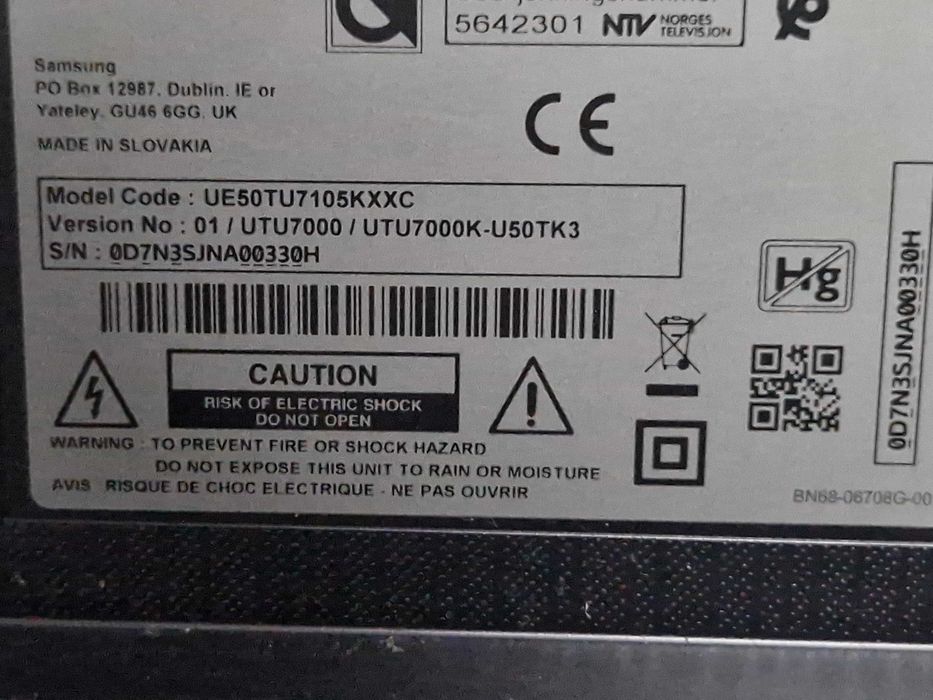 5642301 NTV NORGES TELEVISJON
Samsung
PO Box 12987, Dublin. IE or
Yateley. GU46 6GG. UK
MADE IN SLOVAKIA
CE
Model Code : UE50TU7105KXXC
Version No : 01 / UTU7000 / UTU7000K-U50TK3
S/N : 0D7N3SJNA00330H
Hg
0D7N3SJNA00330H
CAUTION
RISK OF ELECTRIC SHOCK
DO NOT OPEN
WARNING : TO PREVENT FIRE OR SHOCK HAZARD
DO NOT EXPOSE THIS UNIT TO RAIN OR MOISTURE
AVIS RISQUE DE CHOC ELECTRIQUE - NE PAS OUVRIR
BN68-06708G-00